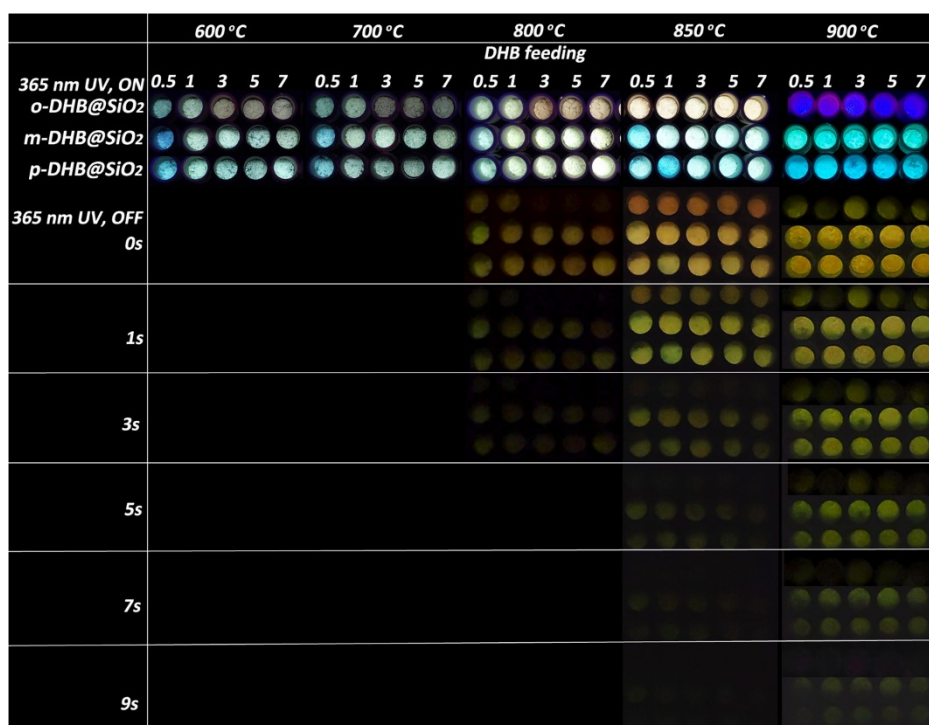 600 °C 700 °C 800 °C 850 °C 900 °C
DHB feeding
365 nm UV, ON 0.5 1 3 5 7 0.5 1 3 5 7 0.5 1 3 5 7 0.5 1 3 5 7 0.5 1 3 5 7
o-DHB@SiO₂
m-DHB@SiO₂
p-DHB@SiO₂
365 nm UV, OFF
0s
1s
3s
5s
7s
9s